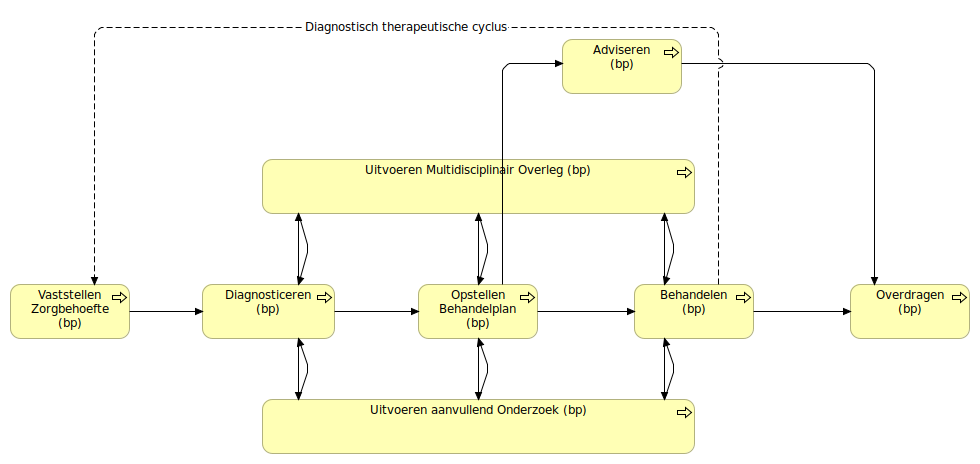 Diagnostisch therapeutische cyclus
Adviseren
(bp)
Uitvoeren Multidisciplinair Overleg (bp)
Vaststellen
Zorgbehoefte
(bp)
Diagnosticeren
(bp)
Opstellen
Behandelplan
(bp)
Behandelen
(bp)
Overdragen
(bp)
Uitvoeren aanvullend Onderzoek (bp)